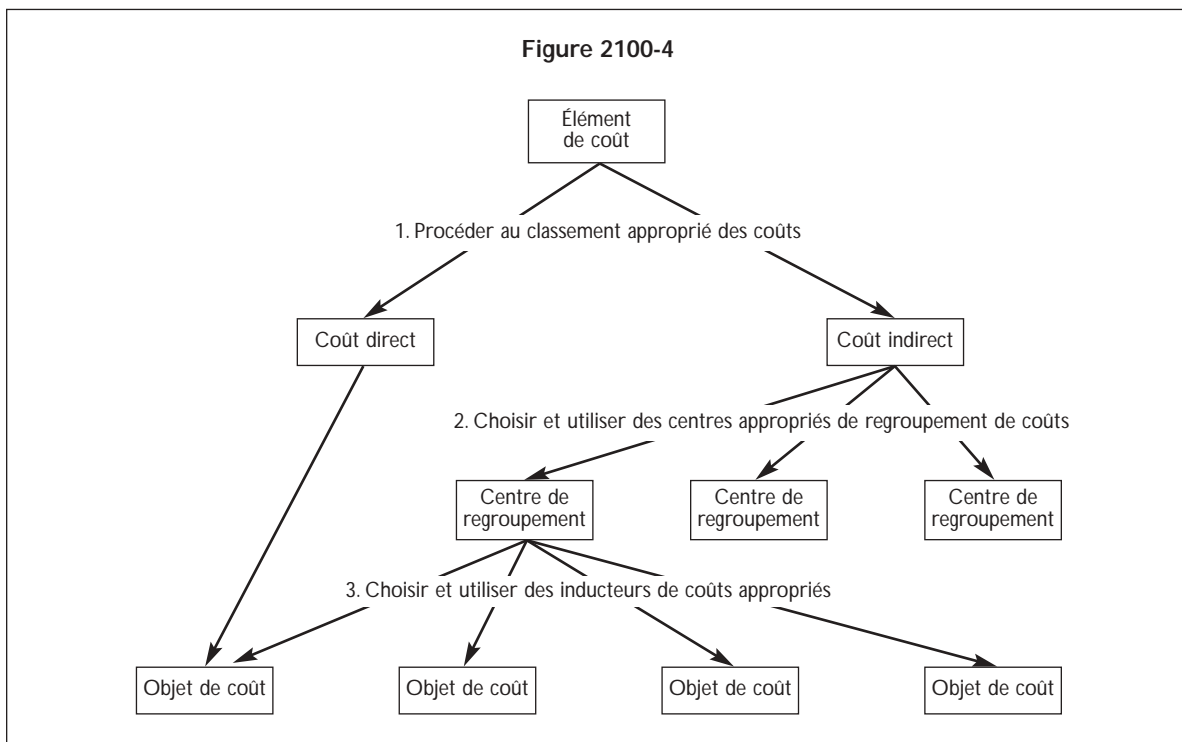 Figure 2100-4
Élément
de coût
1. Procéder au classement approprié des coûts
Coût direct
Coût indirect
2. Choisir et utiliser des centres appropriés de regroupement de coûts
Centre de
regroupement
Centre de
regroupement
Centre de
regroupement
3. Choisir et utiliser des inducteurs de coûts appropriés
Objet de coût
Objet de coût
Objet de coût
Objet de coût